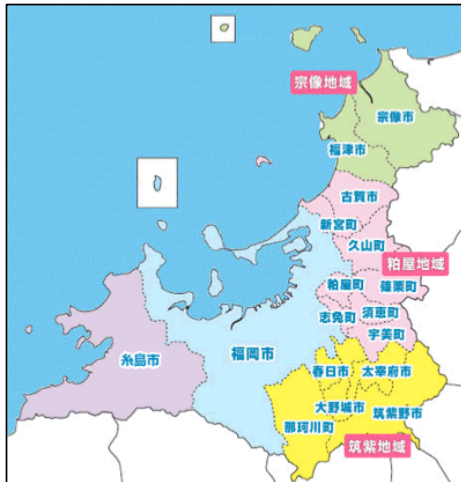 宗像地域
宗像市
福津市
古賀市
新宮町
久山町
粕屋地域
粕屋町
篠栗町
志免町
須恵町
宇美町
糸島市
福岡市
春日市
太宰府市
大野城市
筑紫野市
那珂川町
筑紫地域